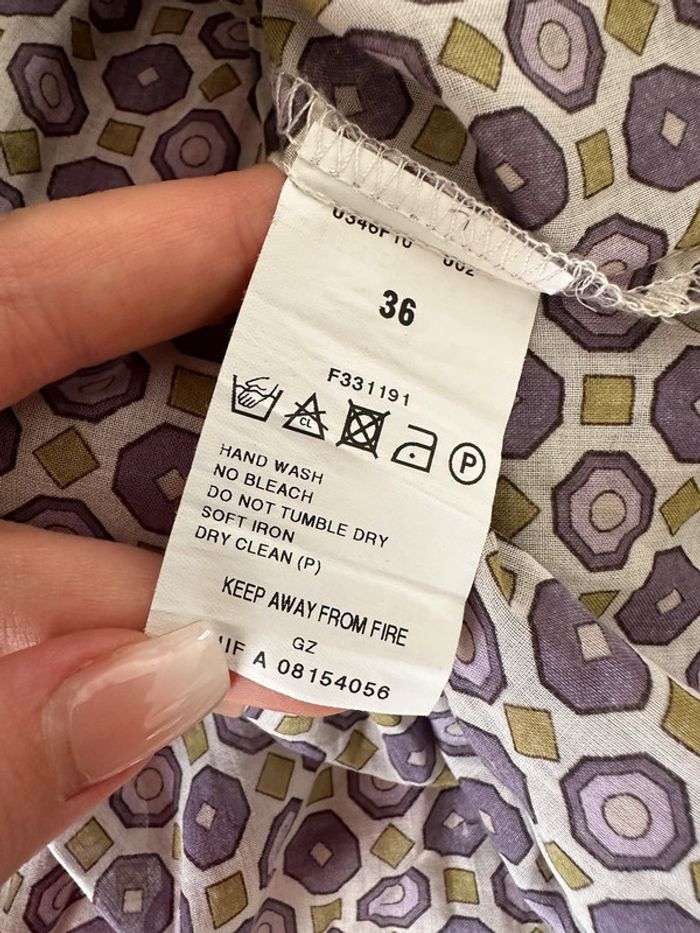 36
F331191
CL
P
HAND WASH
NO BLEACH
DO NOT TUMBLE DRY
SOFT IRON
DRY CLEAN (P)
KEEP AWAY FROM FIRE
GZ
A 08154056